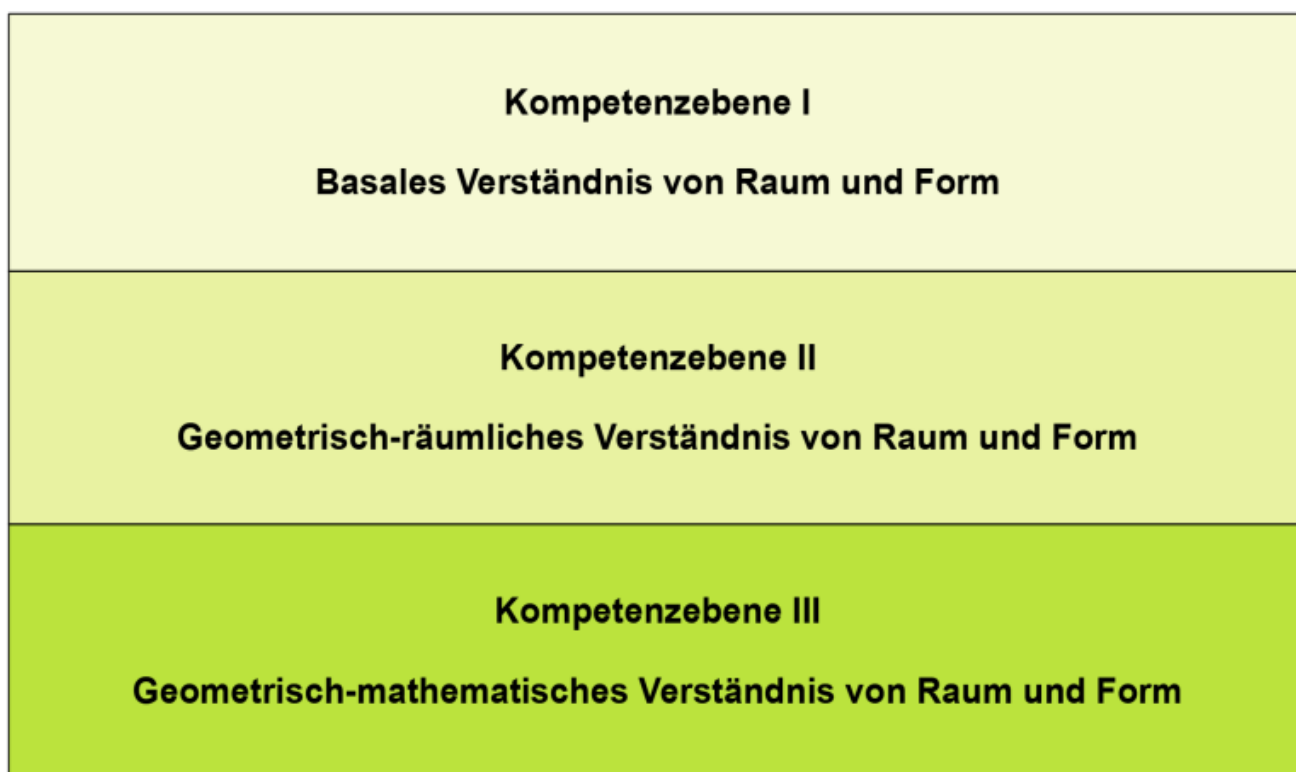 Kompetenzebene I
Basales Verständnis von Raum und Form
Kompetenzebene II
Geometrisch-räumliches Verständnis von Raum und Form
Kompetenzebene III
Geometrisch-mathematisches Verständnis von Raum und Form